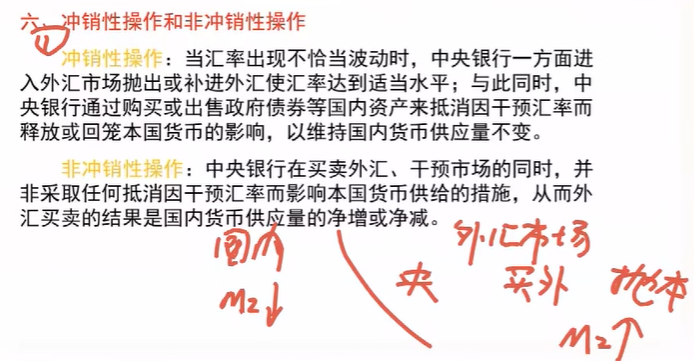 六、冲销性操作和非冲销性操作
(1)
冲销性操作：当汇率出现不恰当波动时，中央银行一方面进
入外汇市场抛出或补进外汇使汇率达到适当水平；与此同时，中
央银行通过购买或出售政府债券等国内资产来抵消因干预汇率而
释放或回笼本国货币的影响，以维持国内货币供应量不变。
非冲销性操作：中央银行在买卖外汇、干预市场的同时，并
非采取任何抵消因干预汇率而影响本国货币供给的措施，从而外
汇买卖的结果是国内货币供应量的净增或净减。
国内 外汇市场
央 买外 抛本
M2↓
M2↑